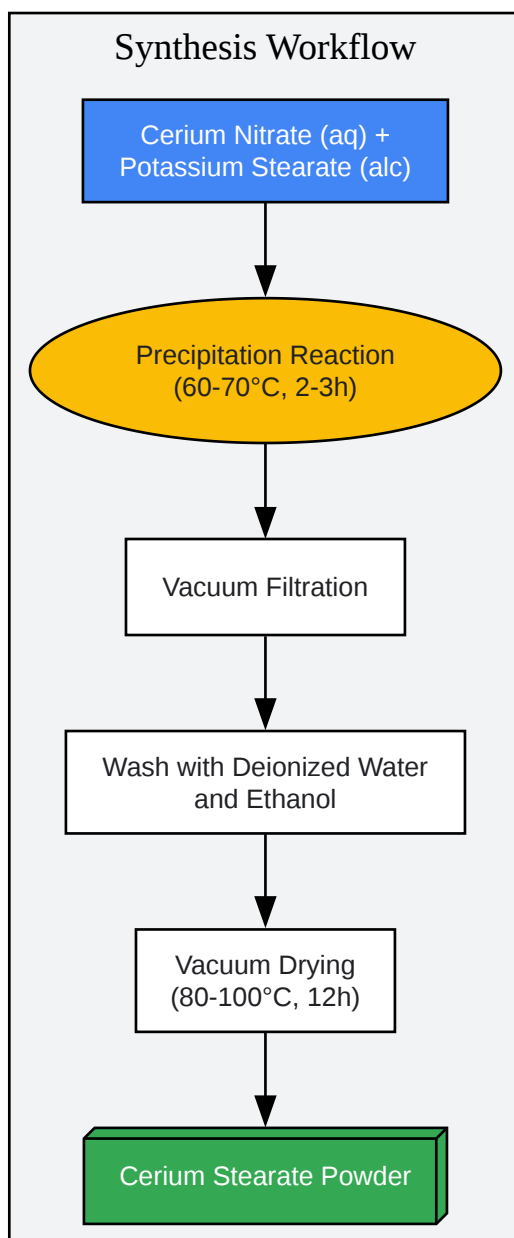 Synthesis Workflow
Cerium Nitrate (aq) +
Potassium Stearate (alc)
Precipitation Reaction
(60-70°C, 2-3h)
Vacuum Filtration
Wash with Deionized Water
and Ethanol
Vacuum Drying
(80-100°C, 12h)
Cerium Stearate Powder